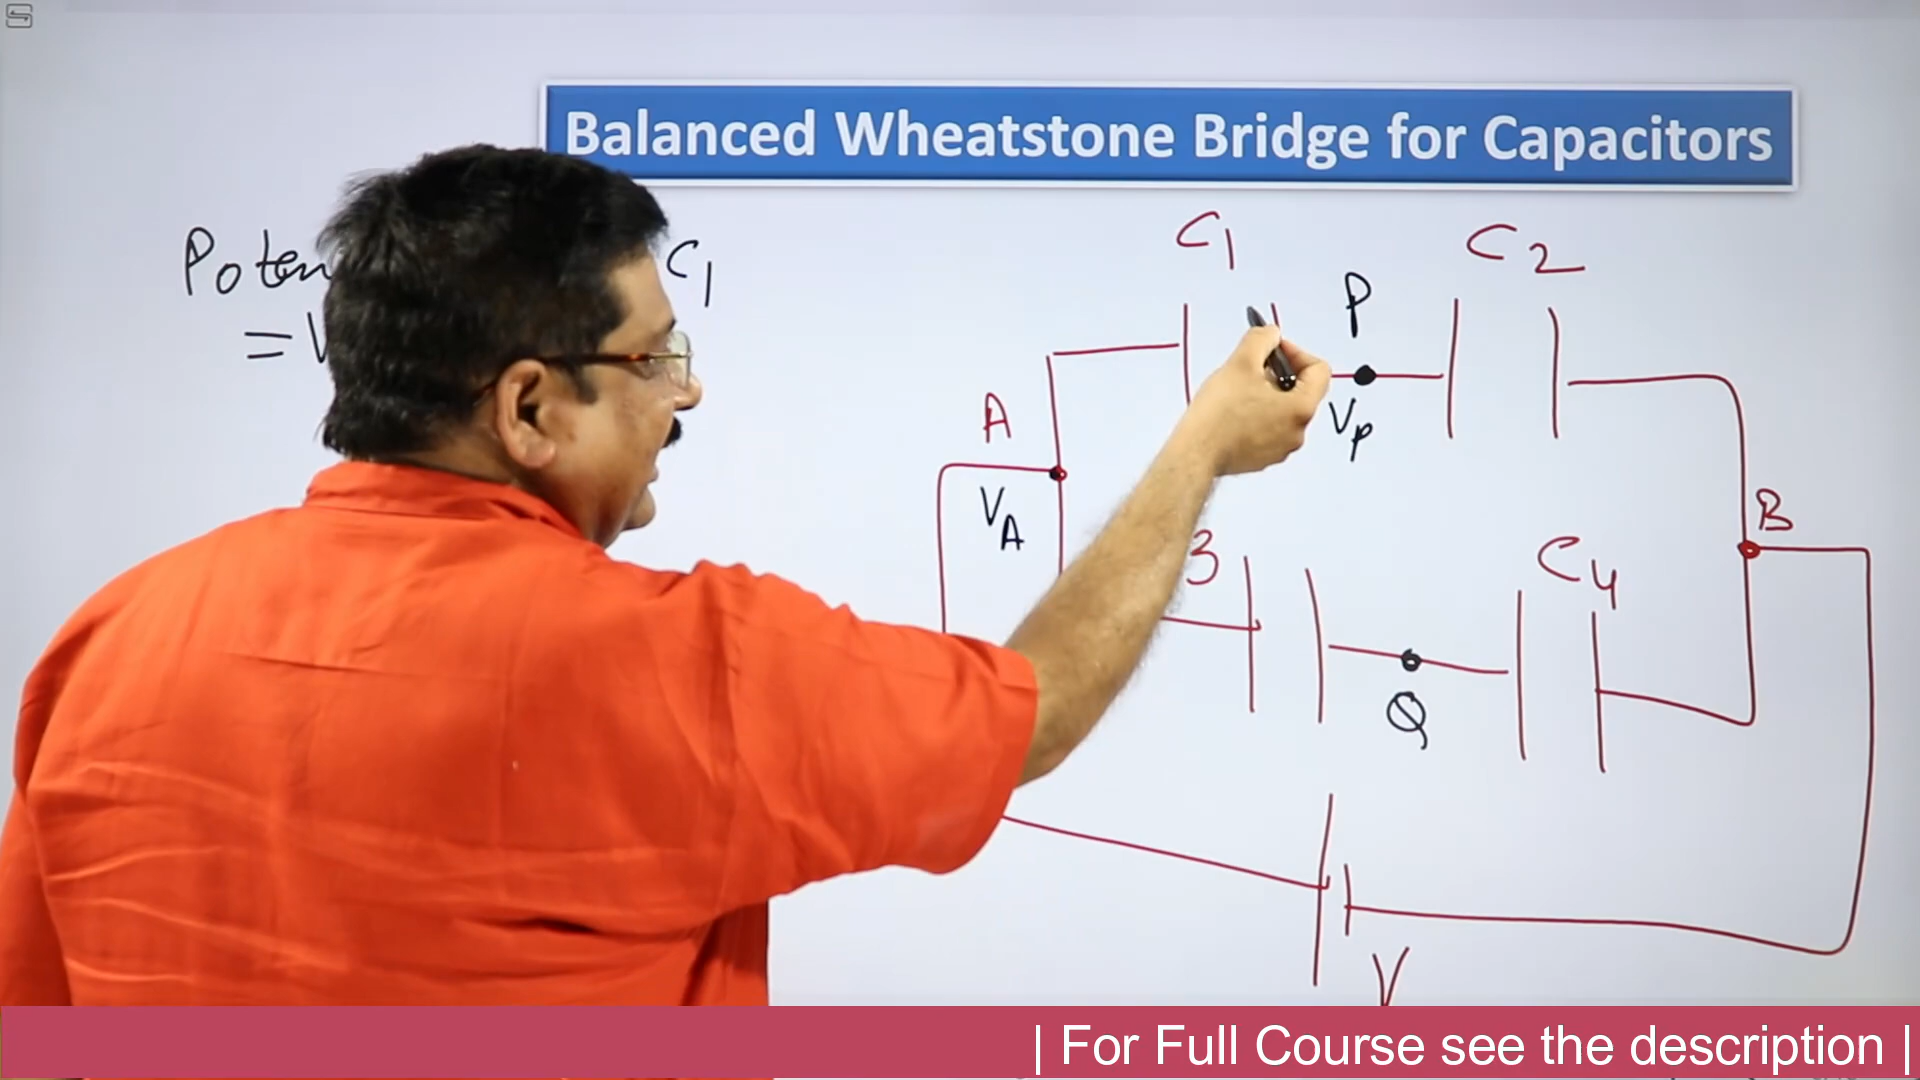 Balanced Wheatstone Bridge for Capacitors
Poten C1
= V
C1
C2
P
VP
A
VA
B
3
C4
Q
V
| For Full Course see the description |